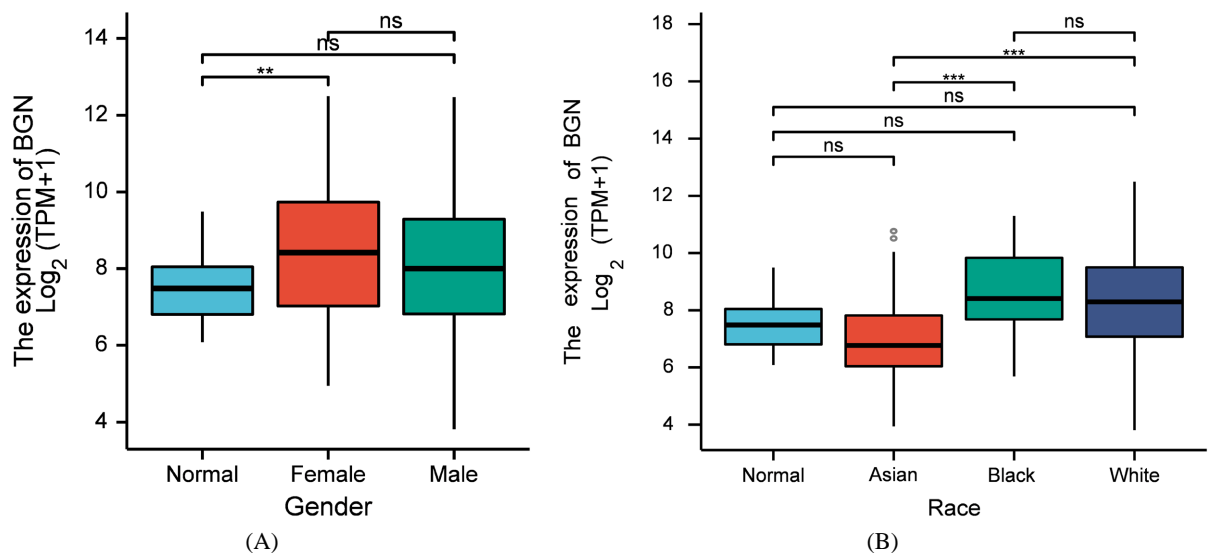 The expression of BGN
Log2 (TPM+1)
14
12
10
8
6
4
ns
ns
**
Normal
Female
Male
Gender
(A)
The expression of BGN
Log2 (TPM+1)
18
16
14
12
10
8
6
4
ns
***
***
ns
ns
ns
Normal
Asian
Black
White
Race
(B)